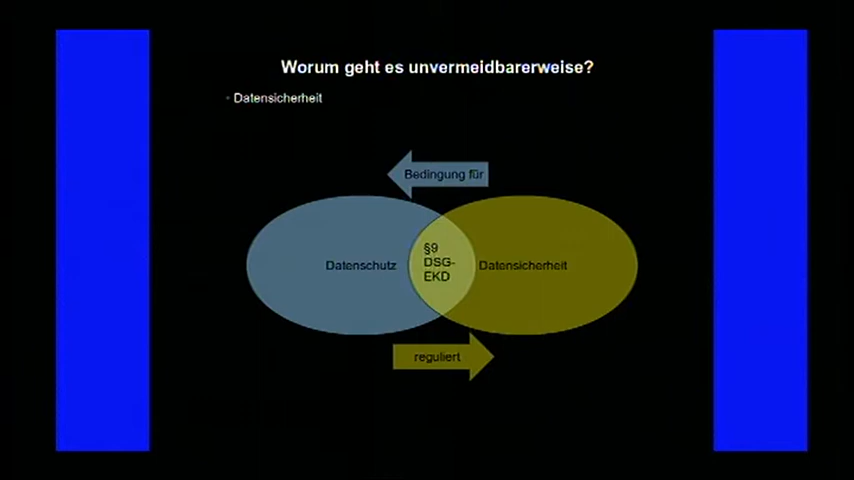 Worum geht es unvermeidbarerweise?
Datensicherheit
Bedingung für
Datenschutz
§9
DSG-
EKD
Datensicherheit
reguliert